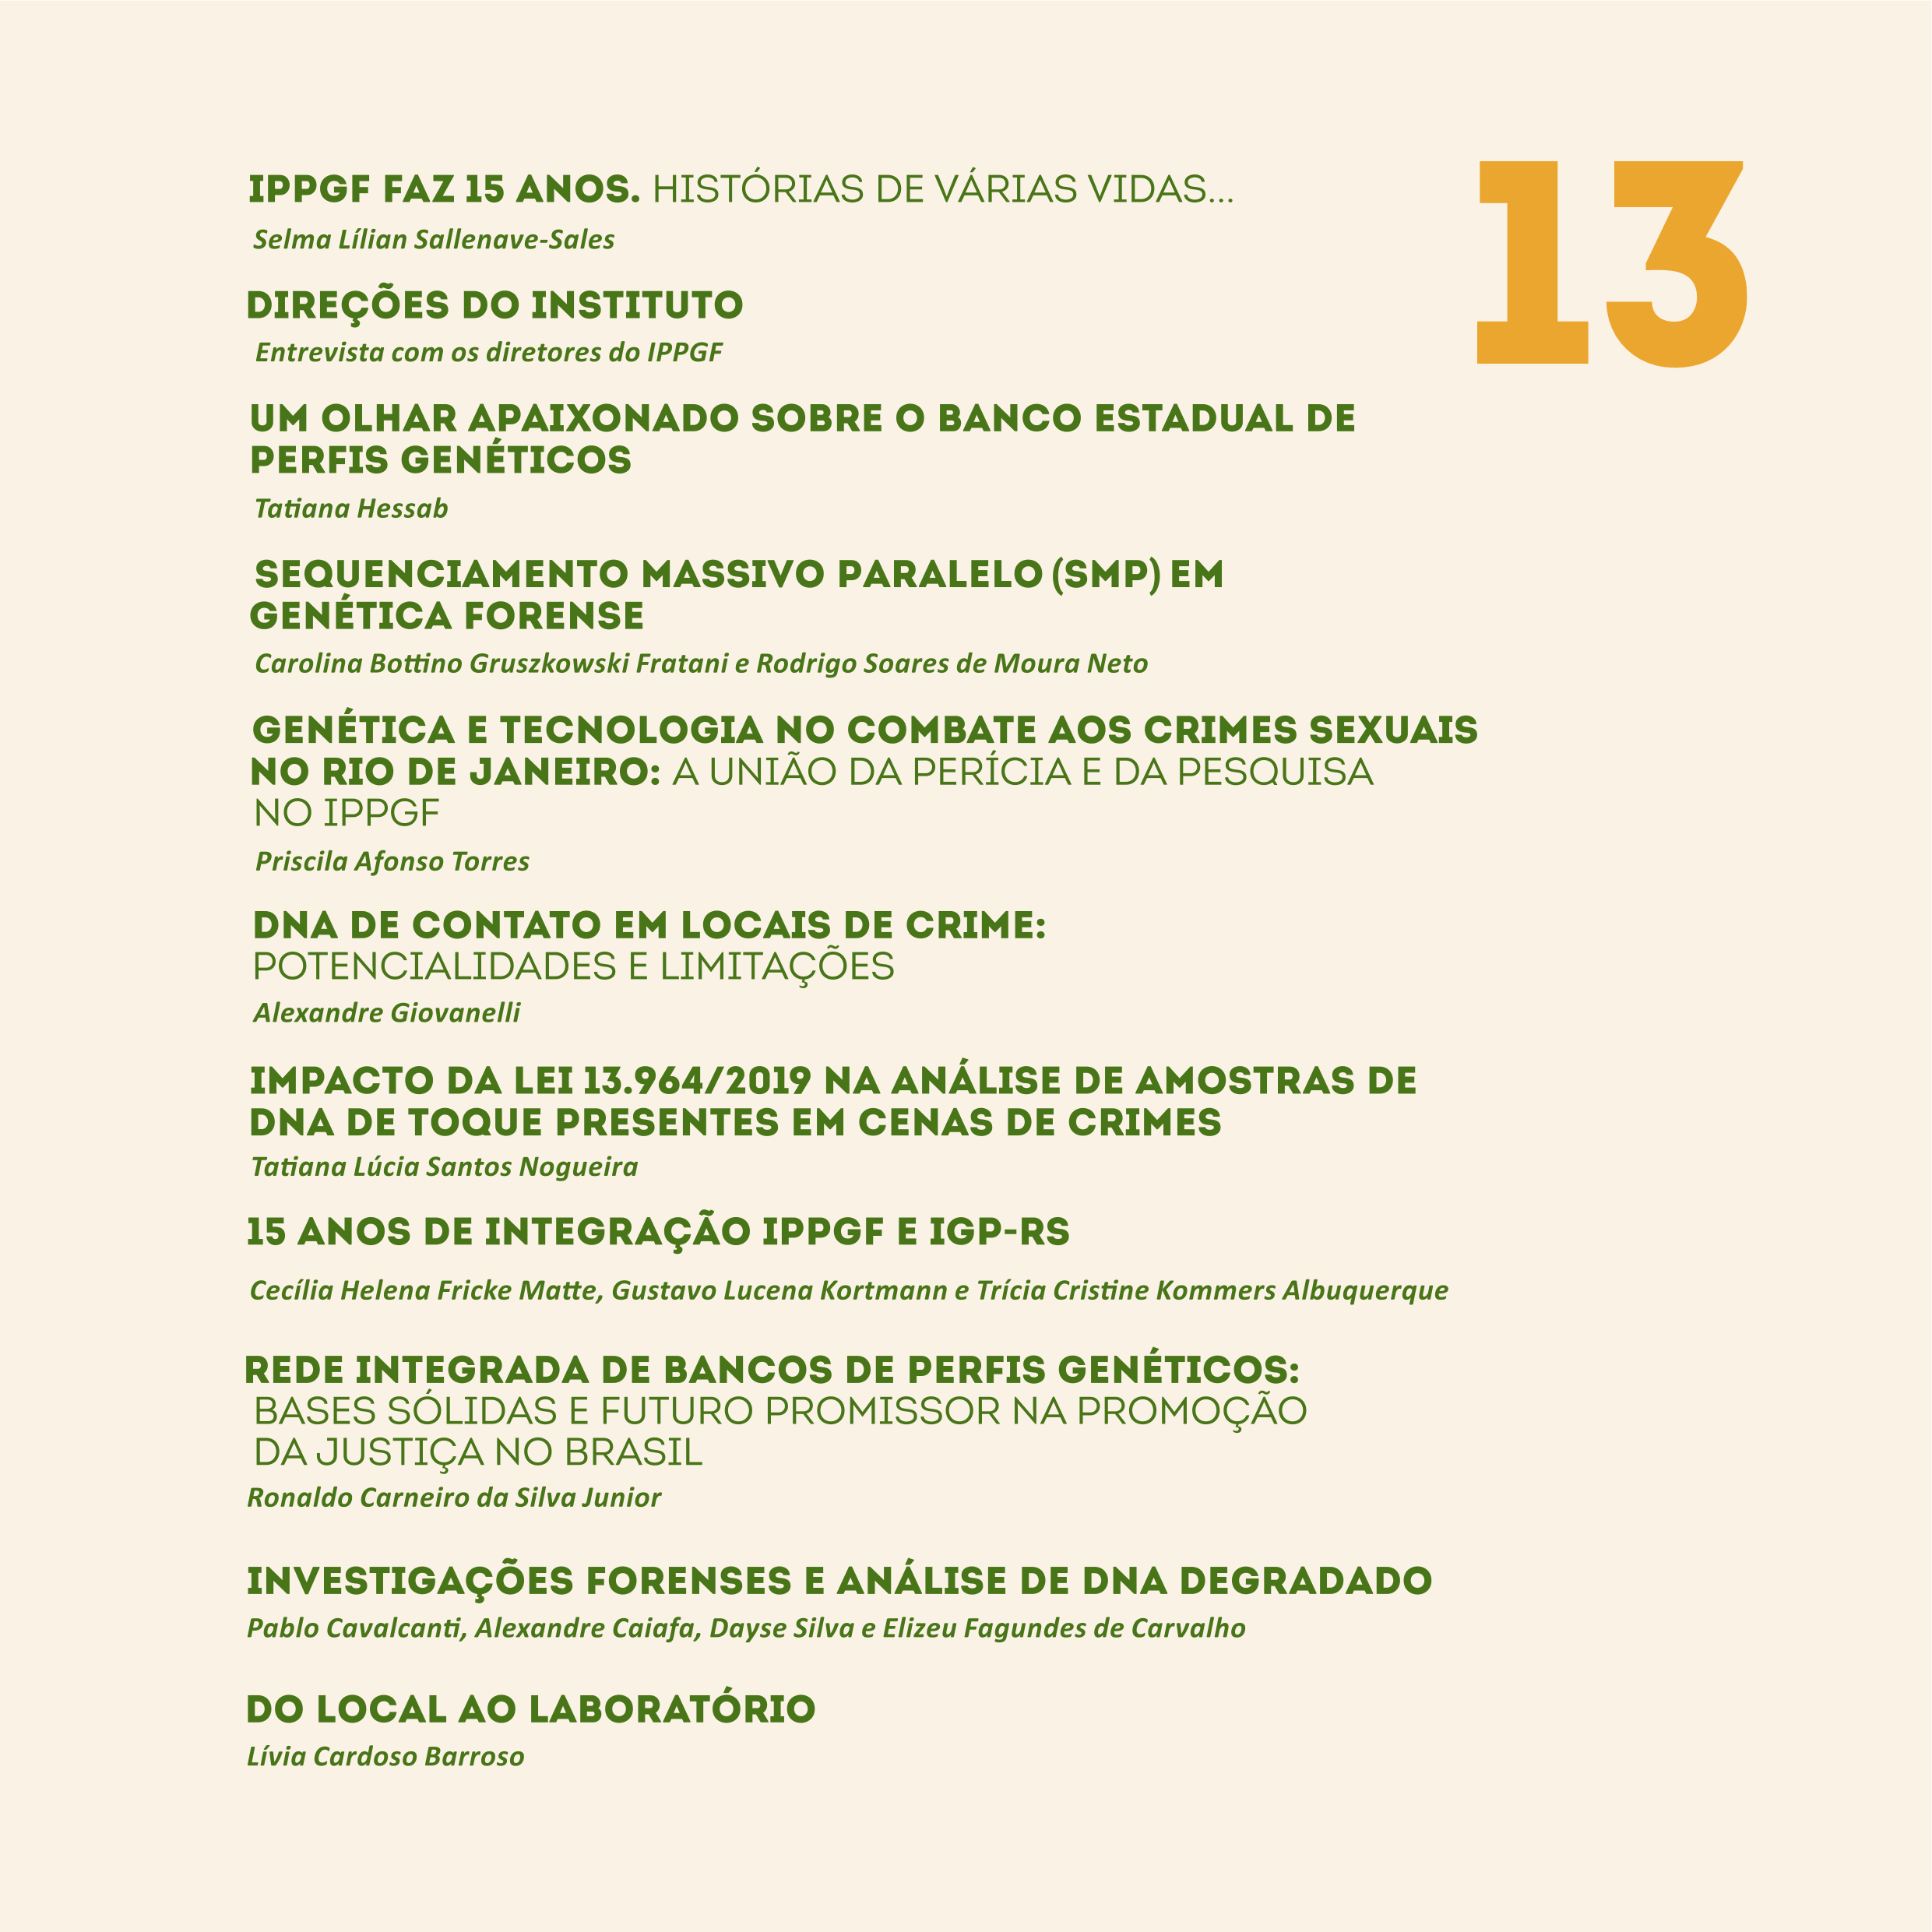 13
IPPGF FAZ 15 ANOS. HISTÓRIAS DE VÁRIAS VIDAS...
Selma Lílian Sallenave-Sales
DIREÇÕES DO INSTITUTO
Entrevista com os diretores do IPPGF
UM OLHAR APAIXONADO SOBRE O BANCO ESTADUAL DE
PERFIS GENÉTICOS
Tatiana Hessab
SEQUENCIAMENTO MASSIVO PARALELO (SMP) EM
GENÉTICA FORENSE
Carolina Bottino Gruszkowski Fratani e Rodrigo Soares de Moura Neto
GENÉTICA E TECNOLOGIA NO COMBATE AOS CRIMES SEXUAIS
NO RIO DE JANEIRO: A UNIÃO DA PERÍCIA E DA PESQUISA
NO IPPGF
Priscila Afonso Torres
DNA DE CONTATO EM LOCAIS DE CRIME:
POTENCIALIDADES E LIMITAÇÕES
Alexandre Giovanelli
IMPACTO DA LEI 13.964/2019 NA ANÁLISE DE AMOSTRAS DE
DNA DE TOQUE PRESENTES EM CENAS DE CRIMES
Tatiana Lúcia Santos Nogueira
15 ANOS DE INTEGRAÇÃO IPPGF E IGP-RS
Cecília Helena Fricke Matte, Gustavo Lucena Kortmann e Trícia Cristine Kommers Albuquerque
REDE INTEGRADA DE BANCOS DE PERFIS GENÉTICOS:
BASES SÓLIDAS E FUTURO PROMISSOR NA PROMOÇÃO
DA JUSTIÇA NO BRASIL
Ronaldo Carneiro da Silva Junior
INVESTIGAÇÕES FORENSES E ANÁLISE DE DNA DEGRADADO
Pablo Cavalcanti, Alexandre Caiafa, Dayse Silva e Elizeu Fagundes de Carvalho
DO LOCAL AO LABORATÓRIO
Lívia Cardoso Barroso